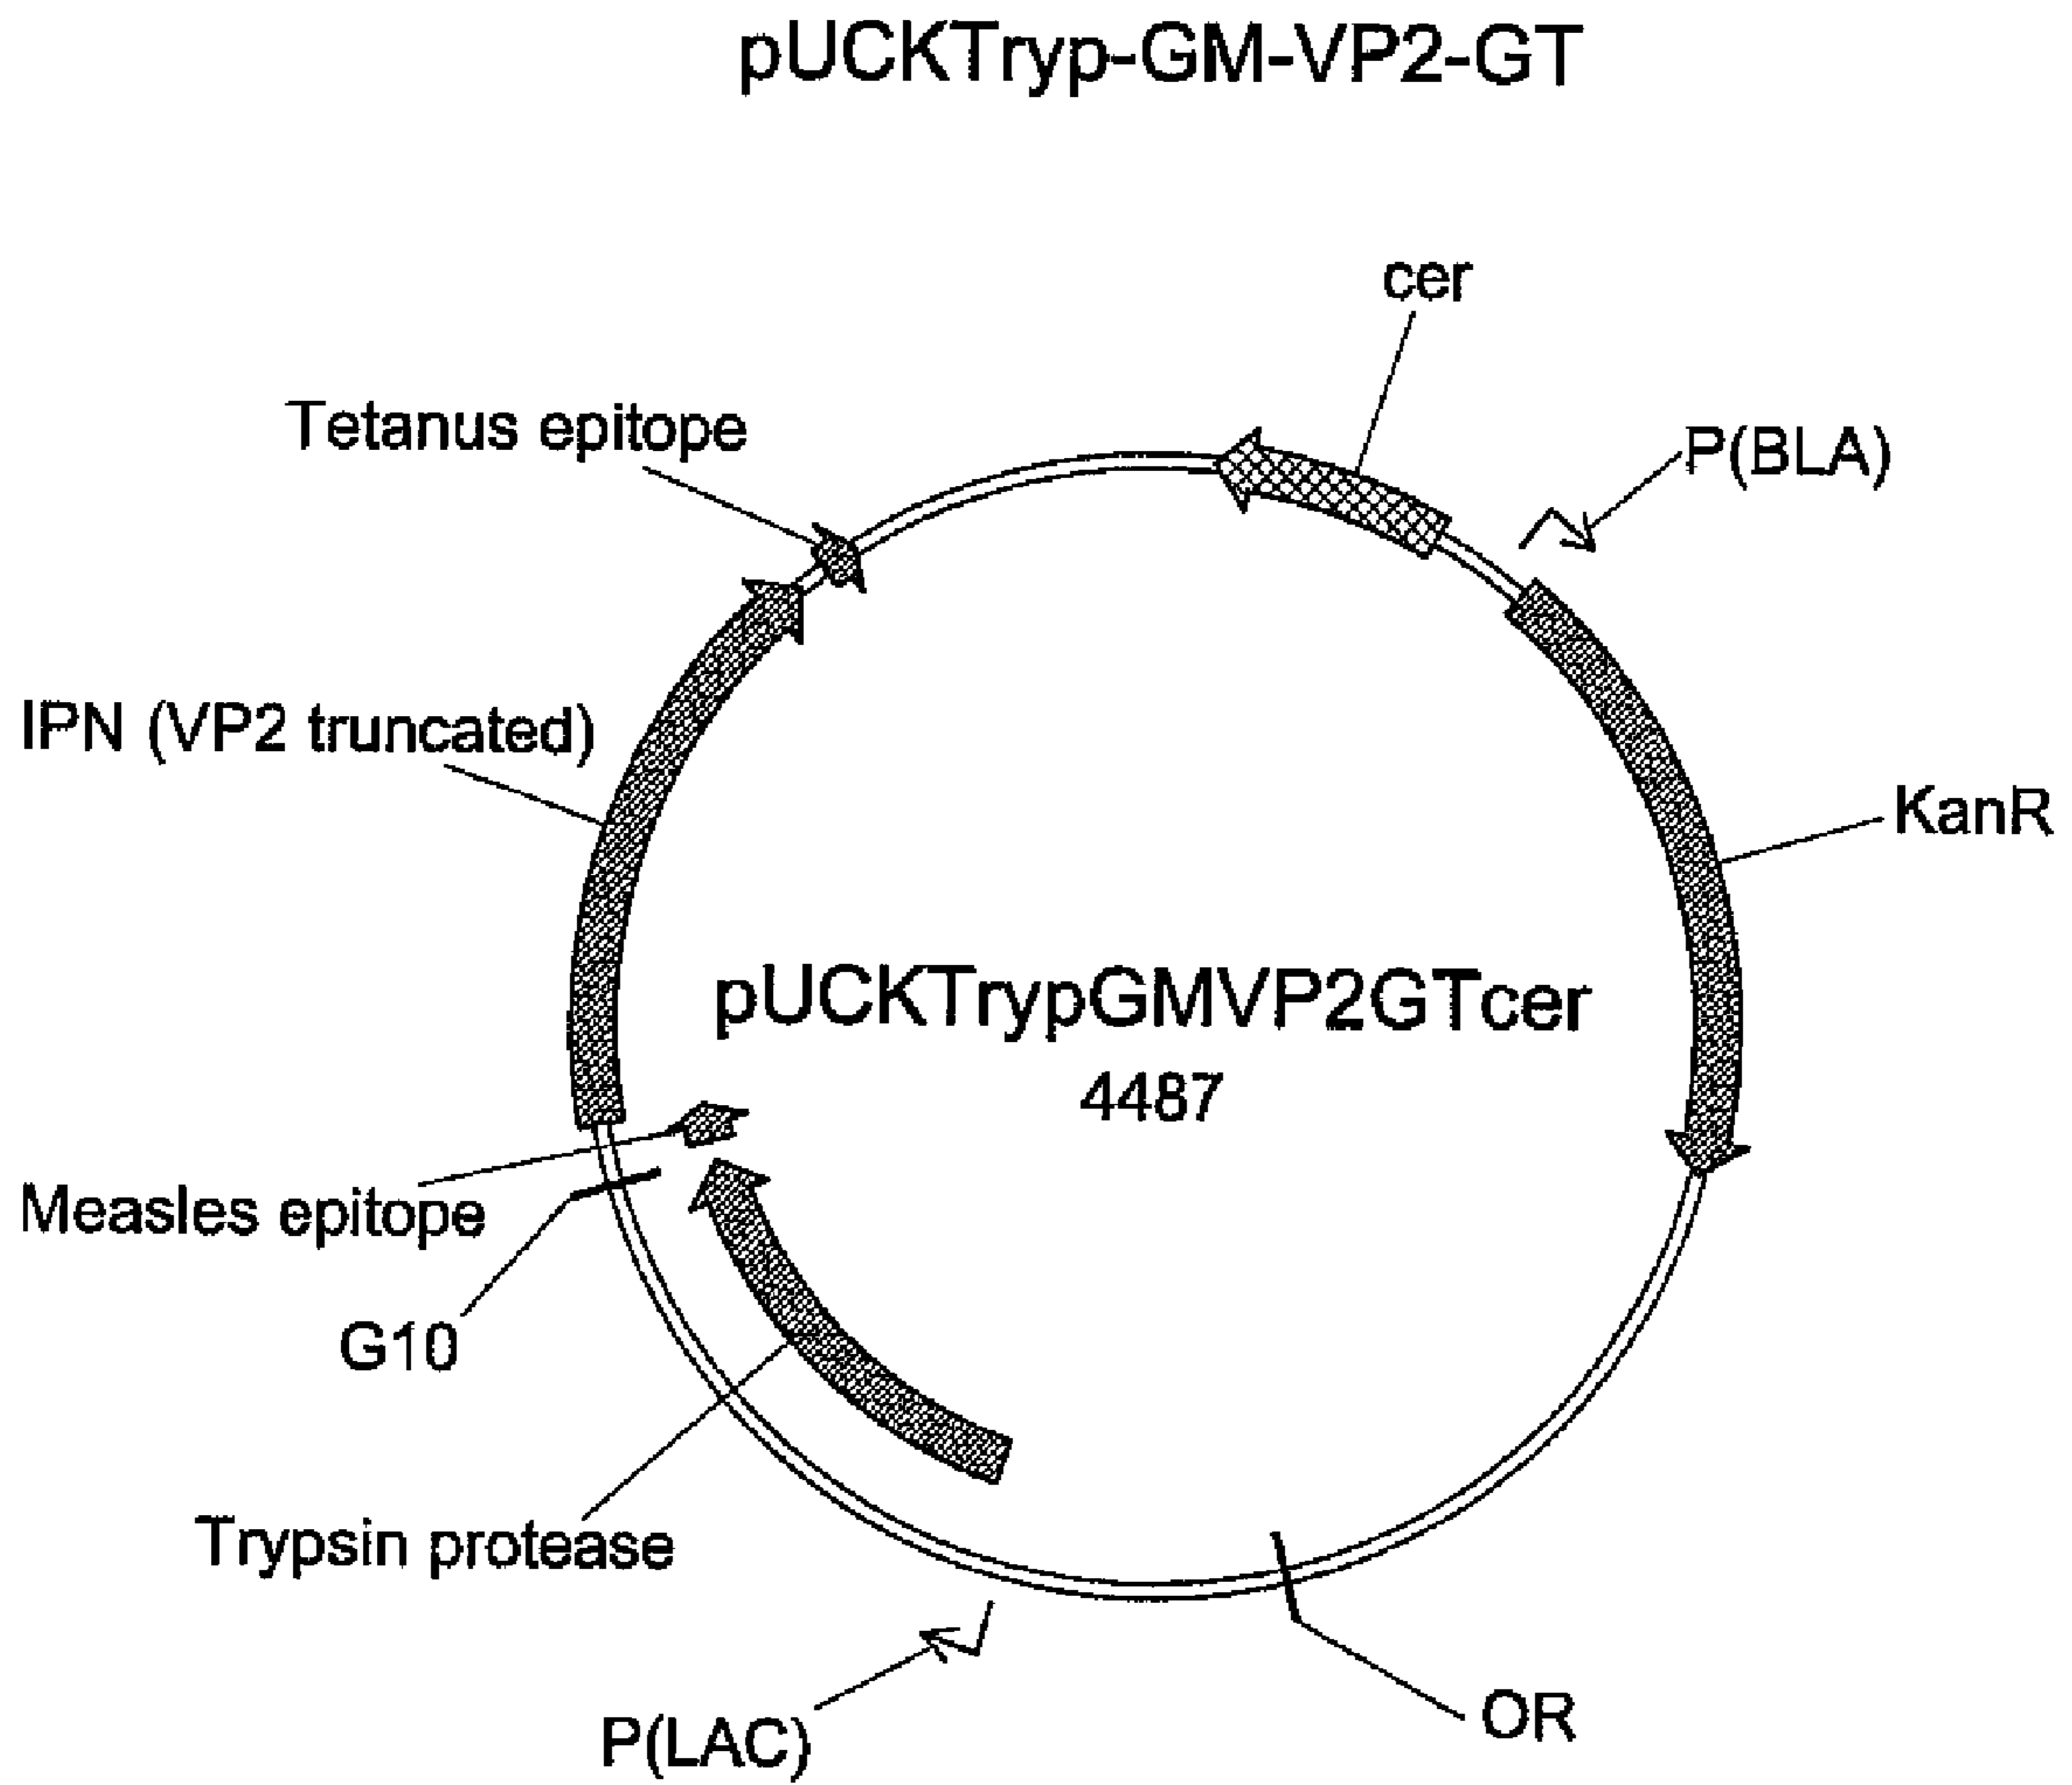 pUCKTryp-GM-VP2-GT
cer
Tetanus epitope
P(BLA)
IPN (VP2 truncated)
KanR
pUCKTrypGMVP2GTcer
4487
Measles epitope
G10
Trypsin protease
P(LAC)
OR